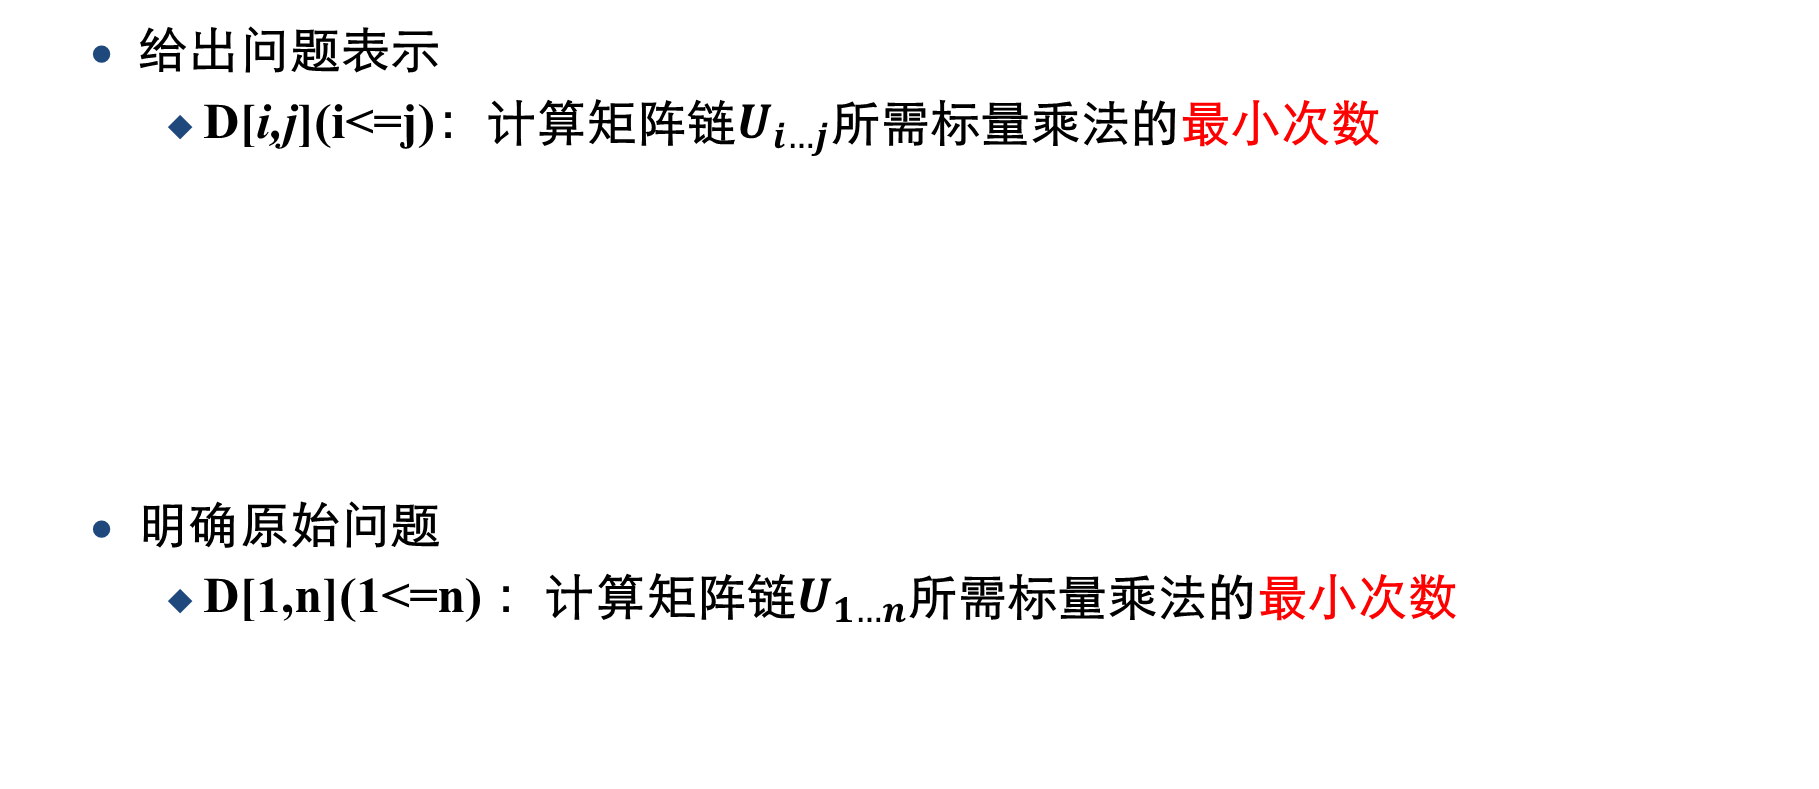 • 给出问题表示
◆ D[i,j](i<=j)： 计算矩阵链U_{i…j}所需标量乘法的最小次数
• 明确原始问题
◆ D[1,n](1<=n)： 计算矩阵链U_{1…n}所需标量乘法的最小次数